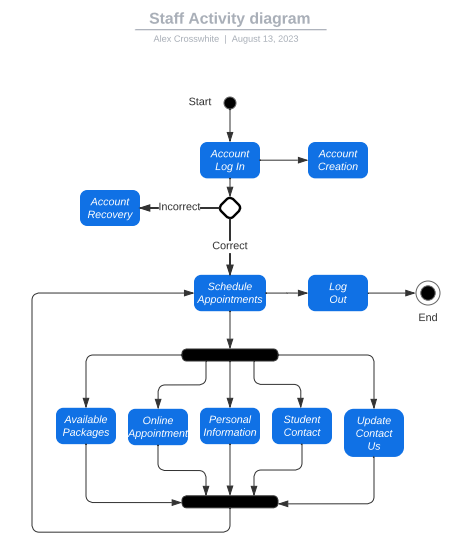 Staff Activity diagram
Alex Crosswhite | August 13, 2023
Start
Account
Log In
Account
Creation
Account
Recovery
Incorrect
Correct
Schedule
Appointments
Log
Out
End
Available
Packages
Online
Appointment
Personal
Information
Student
Contact
Update
Contact
Us